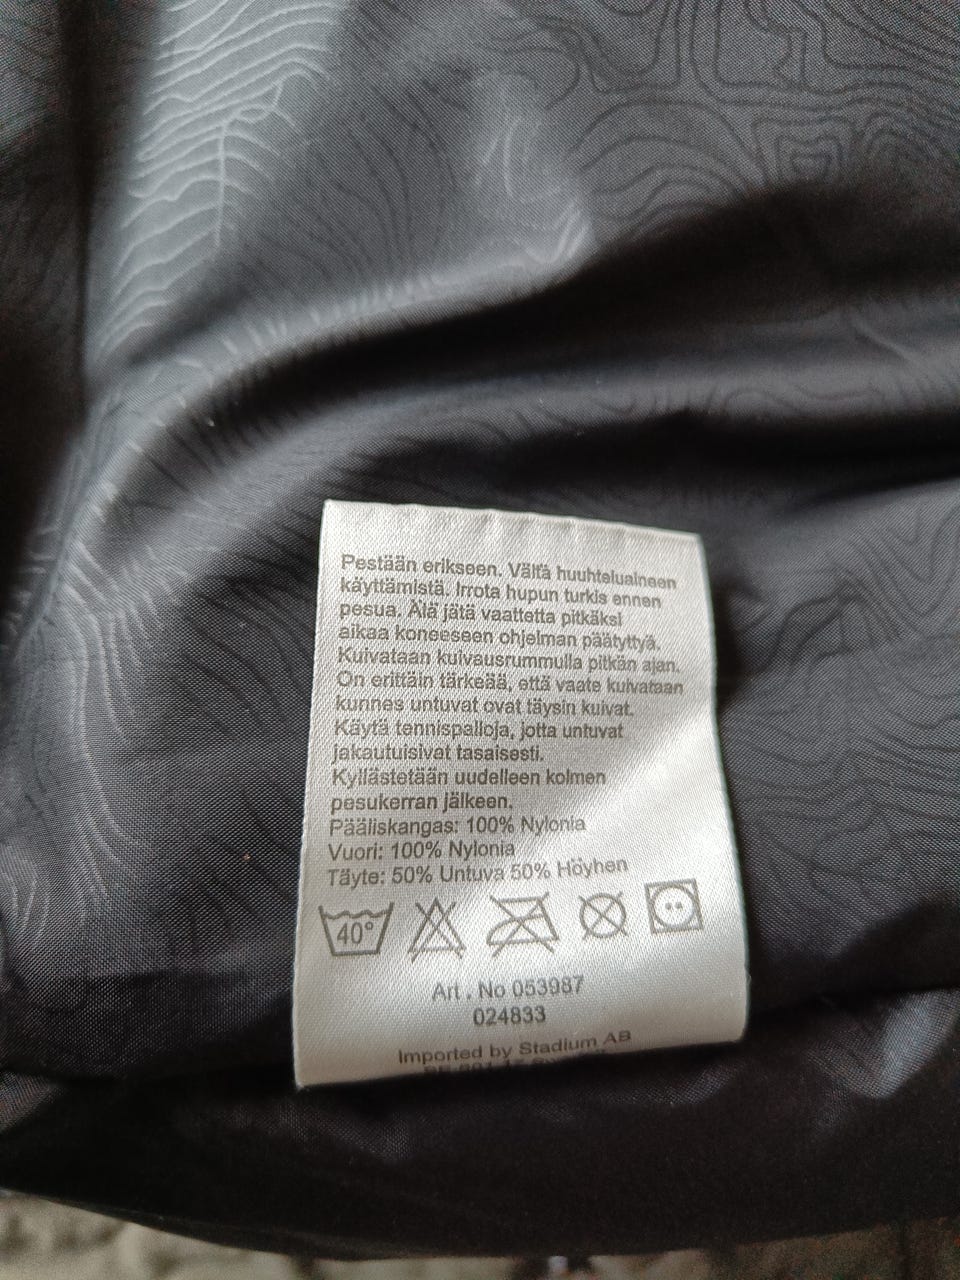 Pestään erikseen. Vältä huuhteluaineen
käyttämistä. Irrota hupun turkis ennen
pesua. Älä jätä vaattetta pitkäksi
aikaa koneeseen ohjelman päätyttyä.
Kuivataan kuivausrummulla pitkän ajan.
On erittäin tärkeää, että vaate kuivataan
kunnes untuvat ovat täysin kuivat.
Käytä tennispalloja, jotta untuvat
jakautuisivat tasaisesti.
Kyllästetään uudelleen kolmen
pesukerran jälkeen.
Pääliskangas: 100% Nylonia
Vuori: 100% Nylonia
Täyte: 50% Untuva 50% Höyhen
40°
Art . No 053987
024833
Imported by Stadium AB